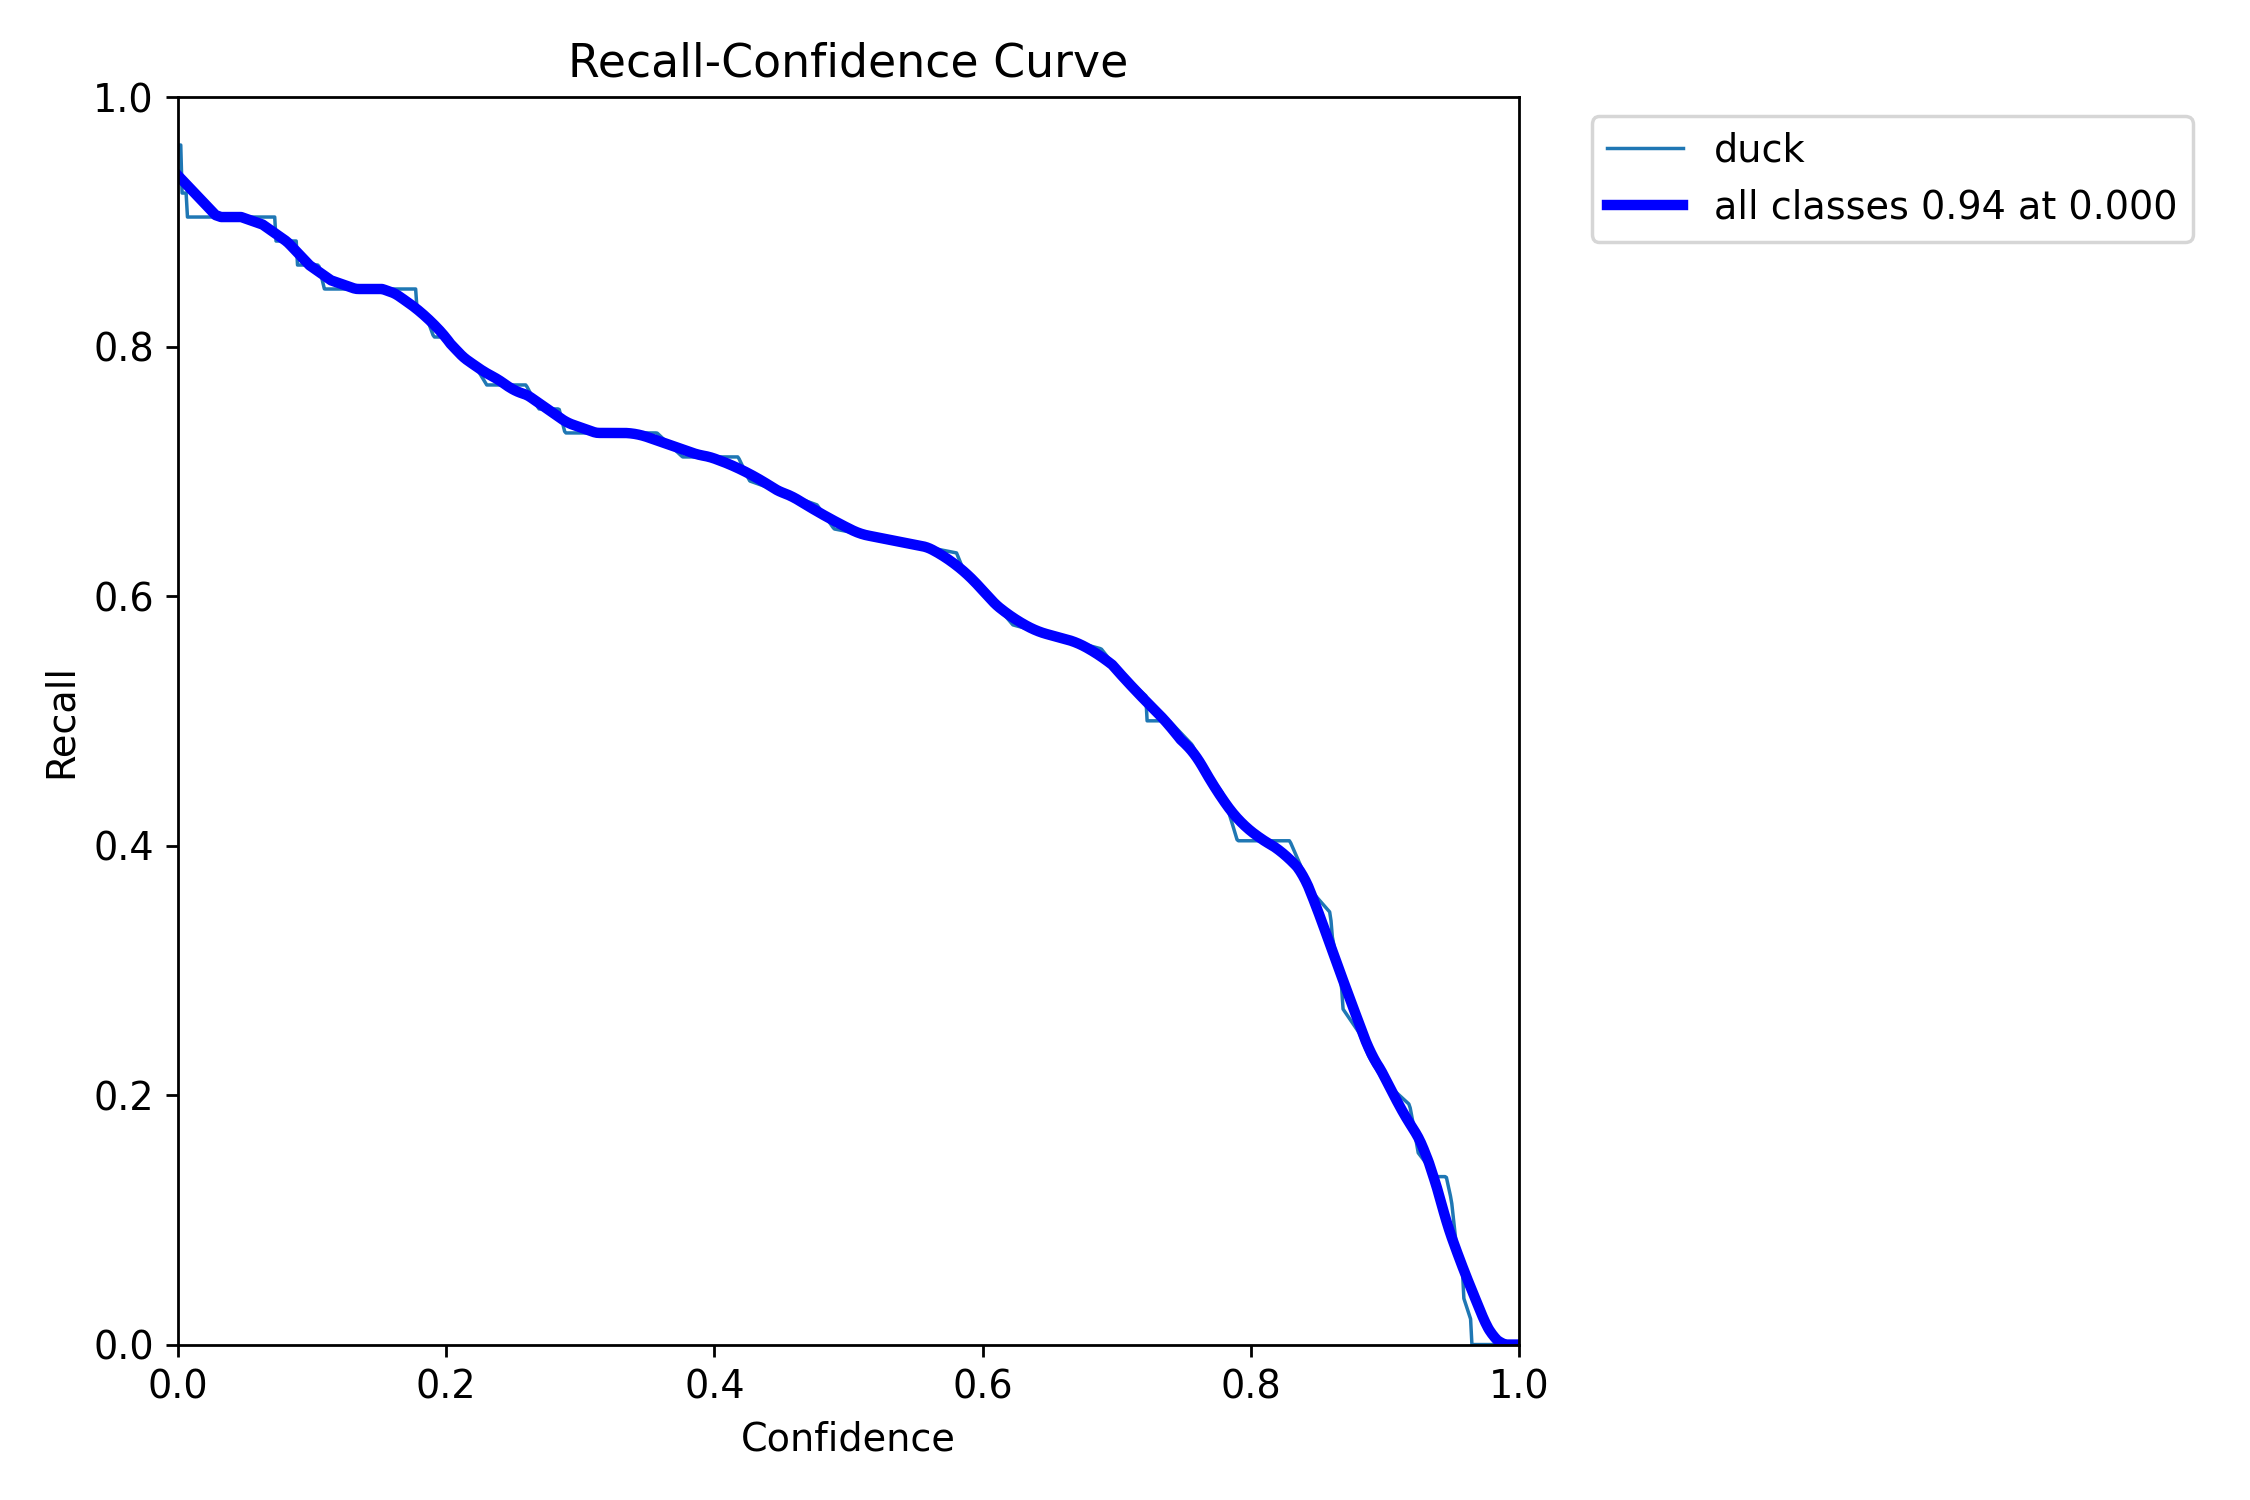 Recall-Confidence Curve
1.0
0.8
0.6
0.4
0.2
0.0
Recall
0.0 0.2 0.4 0.6 0.8 1.0
Confidence
duck
all classes 0.94 at 0.000